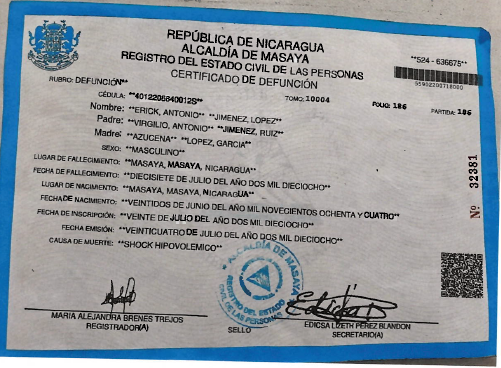 REPÚBLICA DE NICARAGUA
ALCALDÍA DE MASAYA
REGISTRO DEL ESTADO CIVIL DE LAS PERSONAS
CERTIFICADO DE DEFUNCIÓN
**524 - 636675**
95902200718000
RUBRO: DEFUNCIÓN**
CÉDULA: **4012206840012S**
TOMO: 10004
FOLIO: 186
PARTIDA: 186
Nombre: **ERICK, ANTONIO** JIMENEZ, LOPEZ**
Padre: **VIRGILIO, ANTONIO** JIMENEZ, RUIZ**
Madre: **AZUCENA** LOPEZ, GARCIA**
SEXO: **MASCULINO**
LUGAR DE FALLECIMIENTO: **MASAYA, MASAYA, NICARAGUA**
FECHA DE FALLECIMIENTO: **DIECISIETE DE JULIO DEL AÑO DOS MIL DIECIOCHO**
LUGAR DE NACIMIENTO: **MASAYA, MASAYA, NICARAGUA**
FECHA DE NACIMIENTO: **VEINTIDOS DE JUNIO DEL AÑO MIL NOVECIENTOS OCHENTA Y CUATRO**
FECHA DE INSCRIPCIÓN: **VEINTE DE JULIO DEL AÑO DOS MIL DIECIOCHO**
FECHA EMISIÓN: **VEINTICUATRO DE JULIO DEL AÑO DOS MIL DIECIOCHO**
CAUSA DE MUERTE: **SHOCK HIPOVOLEMICO**
Nº 32381
ALCALDÍA DE MASAYA
REGISTRO DEL ESTADO CIVIL DE LAS PERSONAS
MARIA ALEJANDRA BRENES TREJOS
REGISTRADOR(A)
SELLO
EDICSA LIZETH PÉREZ BLANDON
SECRETARIO(A)